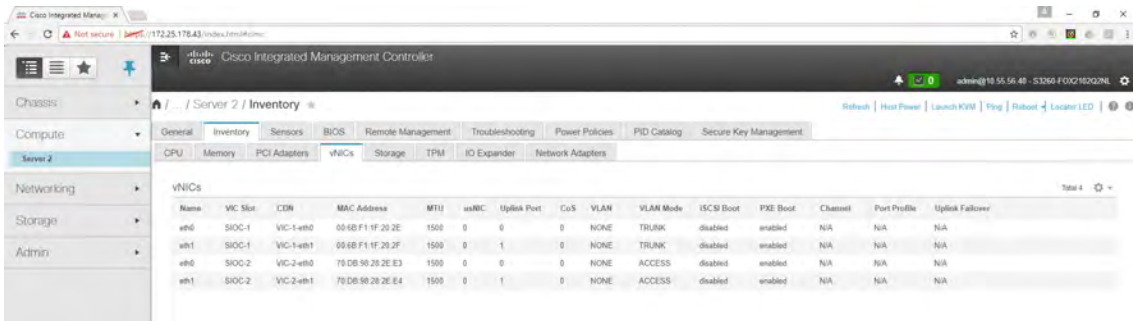 Cisco Integrated Manag
Not secure | https://172.25.178.43/index.html#cimc
cisco Cisco Integrated Management Controller
0 admin@10.55.56.40 - S3260-FOX2102Q2NL
Chassis
/ ... / Server 2 / Inventory
Refresh | Host Power | Launch KVM | Ping | Reboot | Locator LED |
Compute
General Inventory Sensors BIOS Remote Management Troubleshooting Power Policies PID Catalog Secure Key Management
Server 2
CPU Memory PCI Adapters vNICs Storage TPM IO Expander Network Adapters
Networking
vNICs Total 4
Storage
Name VIC Slot CDN MAC Address MTU usNIC Uplink Port CoS VLAN VLAN Mode iSCSI Boot PXE Boot Channel Port Profile Uplink Failover
eth0 SIOC-1 VIC-1-eth0 00:6B:F1:1F:20:2E 1500 0 0 0 NONE TRUNK disabled enabled N/A N/A N/A
Admin
eth1 SIOC-1 VIC-1-eth1 00:6B:F1:1F:20:2F 1500 0 1 0 NONE TRUNK disabled enabled N/A N/A N/A
eth0 SIOC-2 VIC-2-eth0 70:DB:98:28:2E:E3 1500 0 0 0 NONE ACCESS disabled enabled N/A N/A N/A
eth1 SIOC-2 VIC-2-eth1 70:DB:98:28:2E:E4 1500 0 1 0 NONE ACCESS disabled enabled N/A N/A N/A